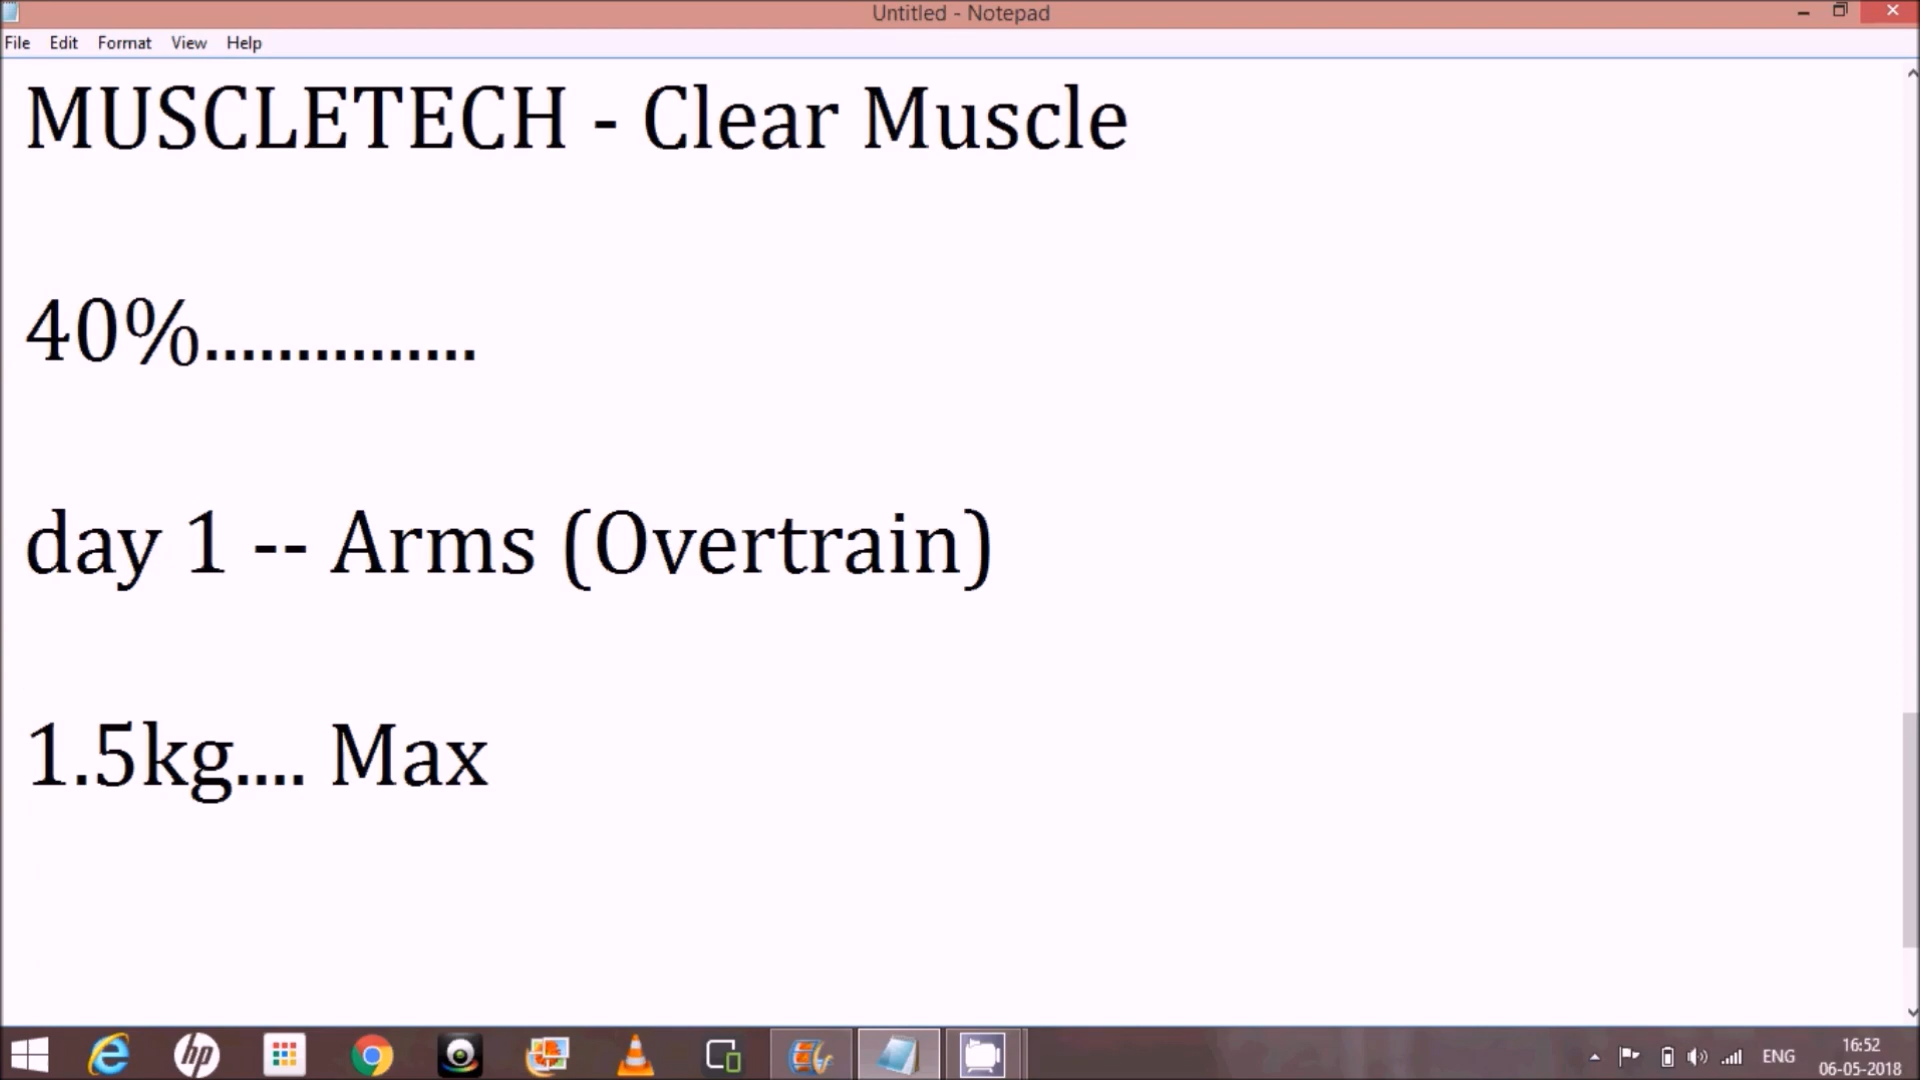 Untitled - Notepad
File Edit Format View Help
MUSCLETECH - Clear Muscle
40%...............
day 1 -- Arms (Overtrain)
1.5kg.... Max
hp
ENG
16:52
06-05-2018